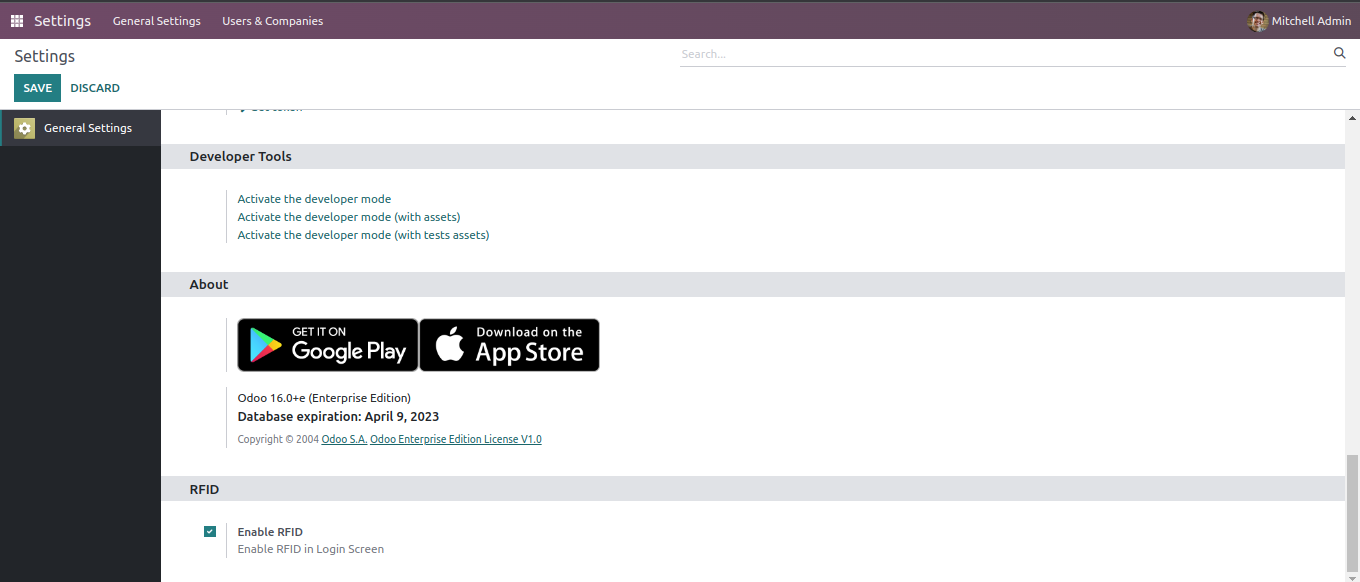 Settings General Settings Users & Companies Mitchell Admin
Settings
Search...
SAVE DISCARD
General Settings
Developer Tools
Activate the developer mode
Activate the developer mode (with assets)
Activate the developer mode (with tests assets)
About
GET IT ON
Google Play
Download on the
App Store
Odoo 16.0+e (Enterprise Edition)
Database expiration: April 9, 2023
Copyright © 2004 Odoo S.A. Odoo Enterprise Edition License V1.0
RFID
Enable RFID
Enable RFID in Login Screen